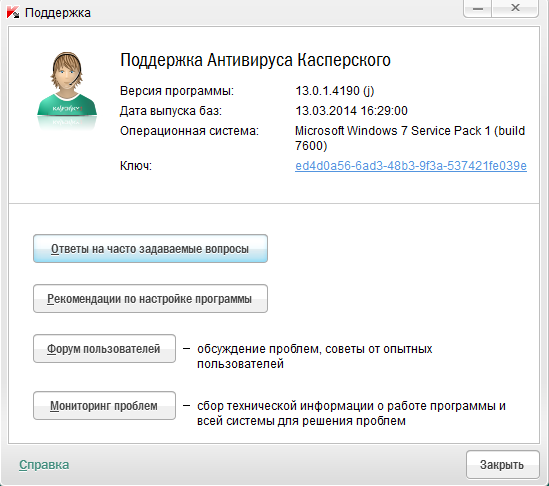 Поддержка
Поддержка Антивируса Касперского
Версия программы: 13.0.1.4190 (j)
Дата выпуска баз: 13.03.2014 16:29:00
Операционная система: Microsoft Windows 7 Service Pack 1 (build
7600)
Ключ: ed4d0a56-6ad3-48b3-9f3a-537421fe039e
Ответы на часто задаваемые вопросы
Рекомендации по настройке программы
Форум пользователей – обсуждение проблем, советы от опытных
пользователей
Мониторинг проблем – сбор технической информации о работе программы и
всей системы для решения проблем
Справка
Закрыть